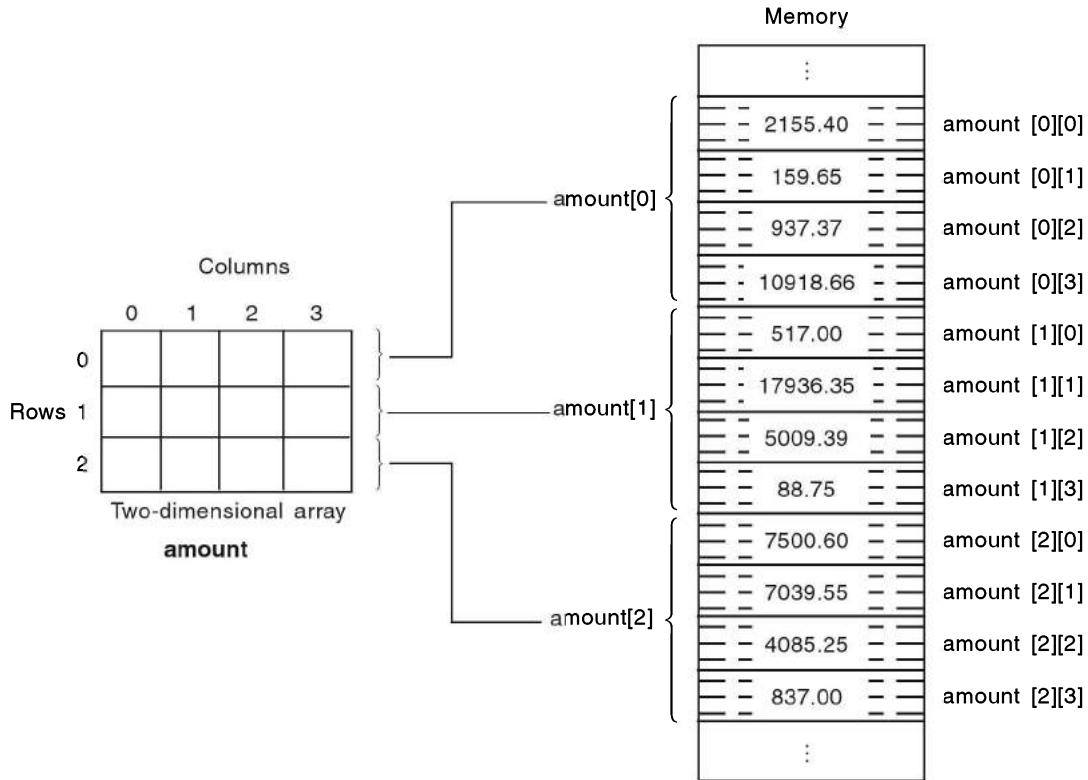 Memory
⋮
2155.40 amount [0][0]
159.65 amount [0][1]
amount[0]
937.37 amount [0][2]
10918.66 amount [0][3]
517.00 amount [1][0]
17936.35 amount [1][1]
amount[1]
5009.39 amount [1][2]
88.75 amount [1][3]
7500.60 amount [2][0]
7039.55 amount [2][1]
amount[2]
4085.25 amount [2][2]
837.00 amount [2][3]
⋮
Columns
0 1 2 3
0
Rows 1
2
Two-dimensional array
amount